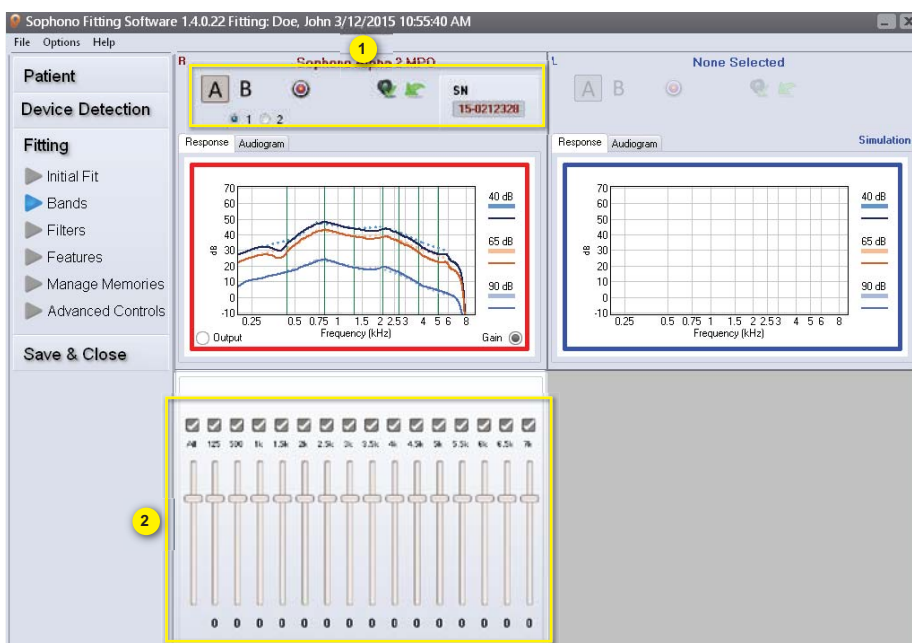 Sophono Fitting Software 1.4.0.22 Fitting: Doe, John 3/12/2015 10:55:40 AM
File Options Help
1
Patient
Device Detection
Fitting
Initial Fit
Bands
Filters
Features
Manage Memories
Advanced Controls
Save & Close
R
Sophono Alpha 2 MPO
A B
SN
15-0212328
1 2
Response Audiogram
70
60
50
40
30
20
10
0
-10
dB
0.25 0.5 0.75 1 1.5 2 2.5 3 4 5 6 8
Frequency (kHz)
Output
Gain
40 dB
65 dB
90 dB
L
None Selected
A B
Response Audiogram
Simulation
70
60
50
40
30
20
10
0
-10
dB
0.25 0.5 0.75 1 1.5 2 2.5 3 4 5 6 8
Frequency (kHz)
40 dB
65 dB
90 dB
2
All 125 500 1k 1.5k 2k 2.5k 3k 3.5k 4k 4.5k 5k 5.5k 6k 6.5k 7k
0 0 0 0 0 0 0 0 0 0 0 0 0 0 0